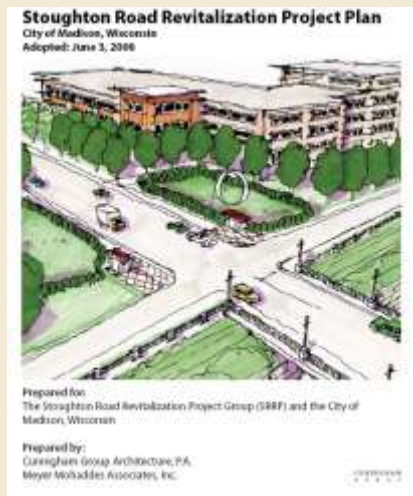 Stoughton Road Revitalization Project Plan
City of Madison, Wisconsin
Adopted: June 3, 2008
Prepared for:
The Stoughton Road Revitalization Project Group (SRRP) and the City of
Madison, Wisconsin
Prepared by:
Cuningham Group Architecture, P.A.
Meyer Mohaddes Associates, Inc.